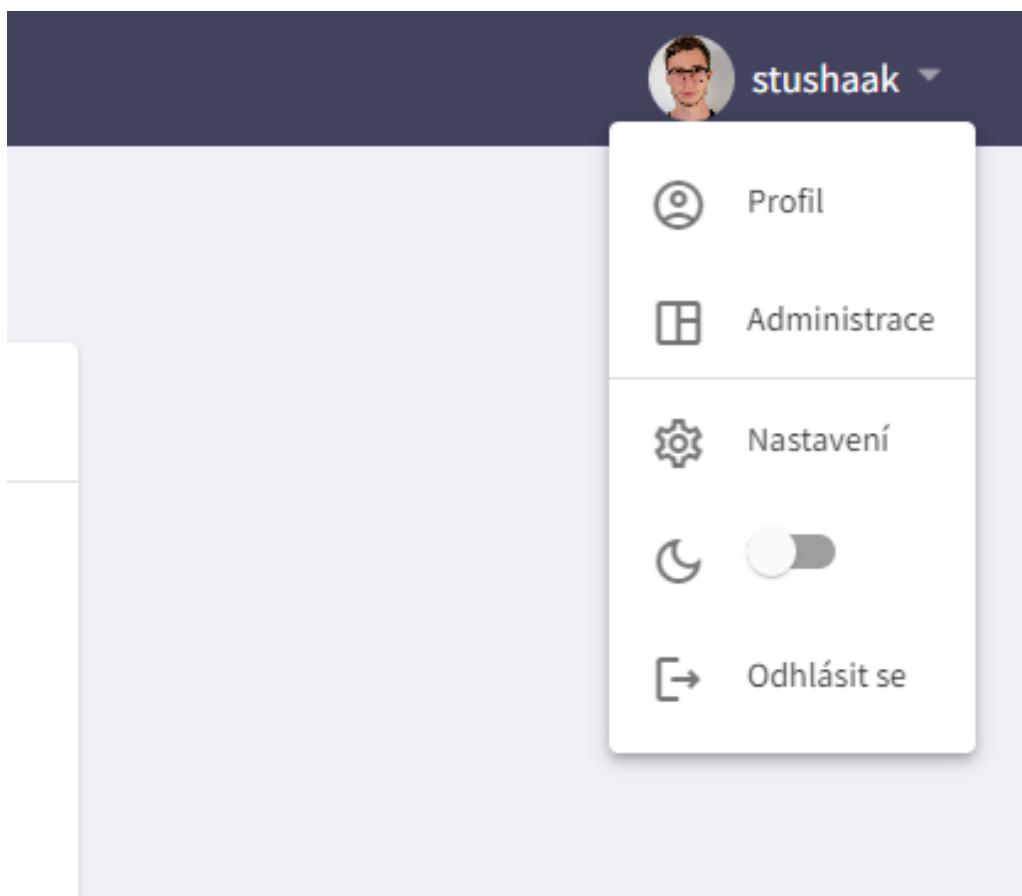 stushaak
Profil
Administrace
Nastavení
Odhlásit se